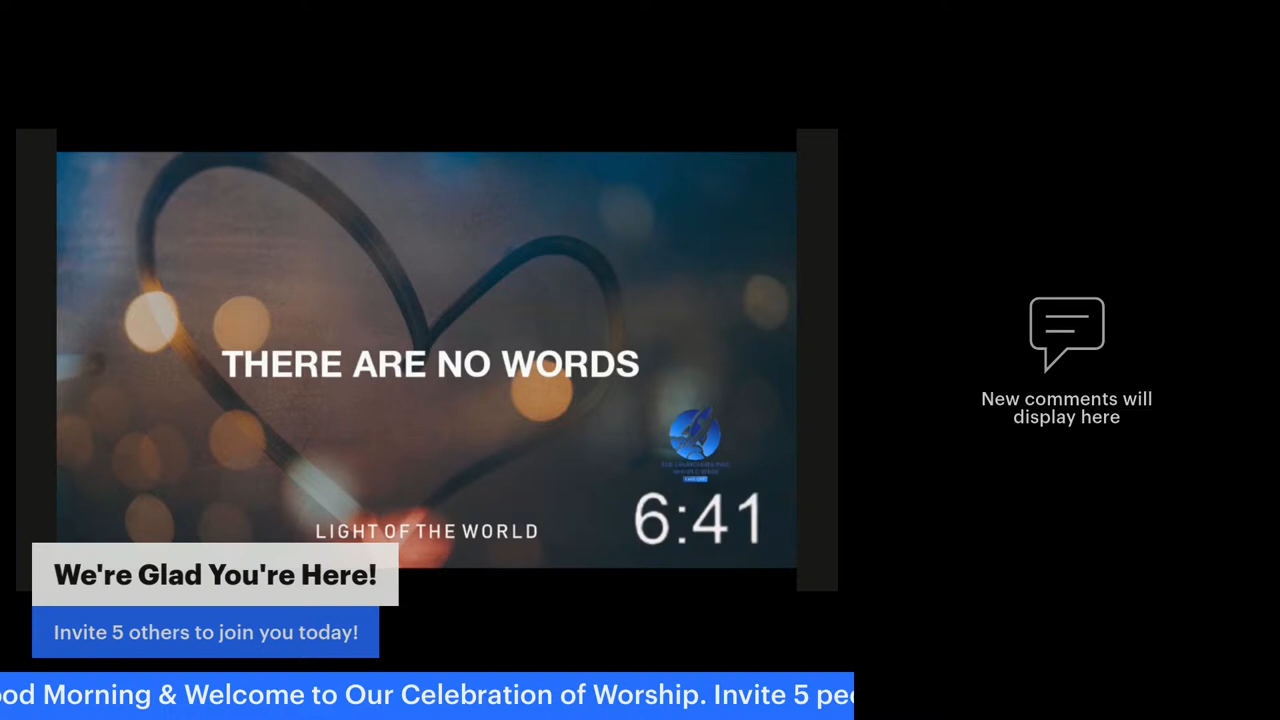 THERE ARE NO WORDS
LIGHT OF THE WORLD
6:41
We're Glad You're Here!
Invite 5 others to join you today!
ood Morning & Welcome to Our Celebration of Worship. Invite 5 pe
New comments will
display here